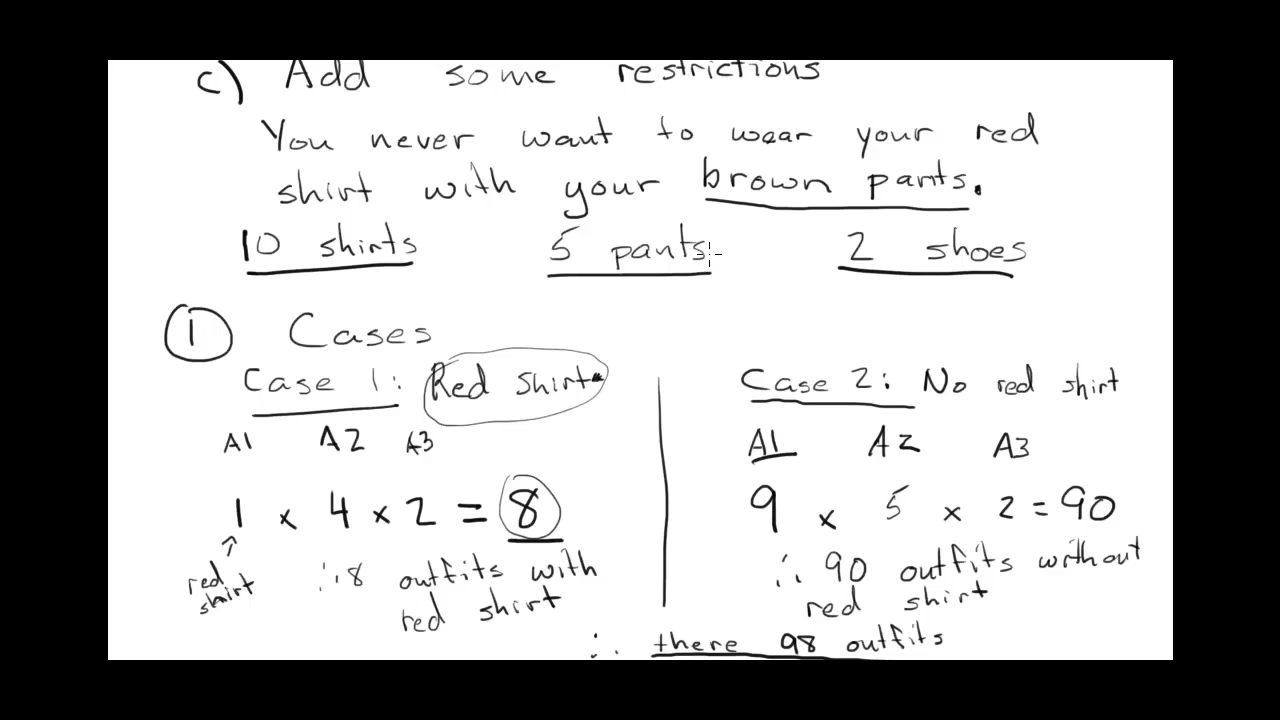 c) Add some restrictions
You never want to wear your red
shirt with your brown pants.
10 shirts 5 pants 2 shoes
① Cases
Case 1: Red shirt
A1 A2 A3
1 x 4 x 2 = 8
red shirt
∴ 8 outfits with
red shirt
Case 2: No red shirt
A1 A2 A3
9 x 5 x 2 = 90
∴ 90 outfits without
red shirt
∴ there 98 outfits